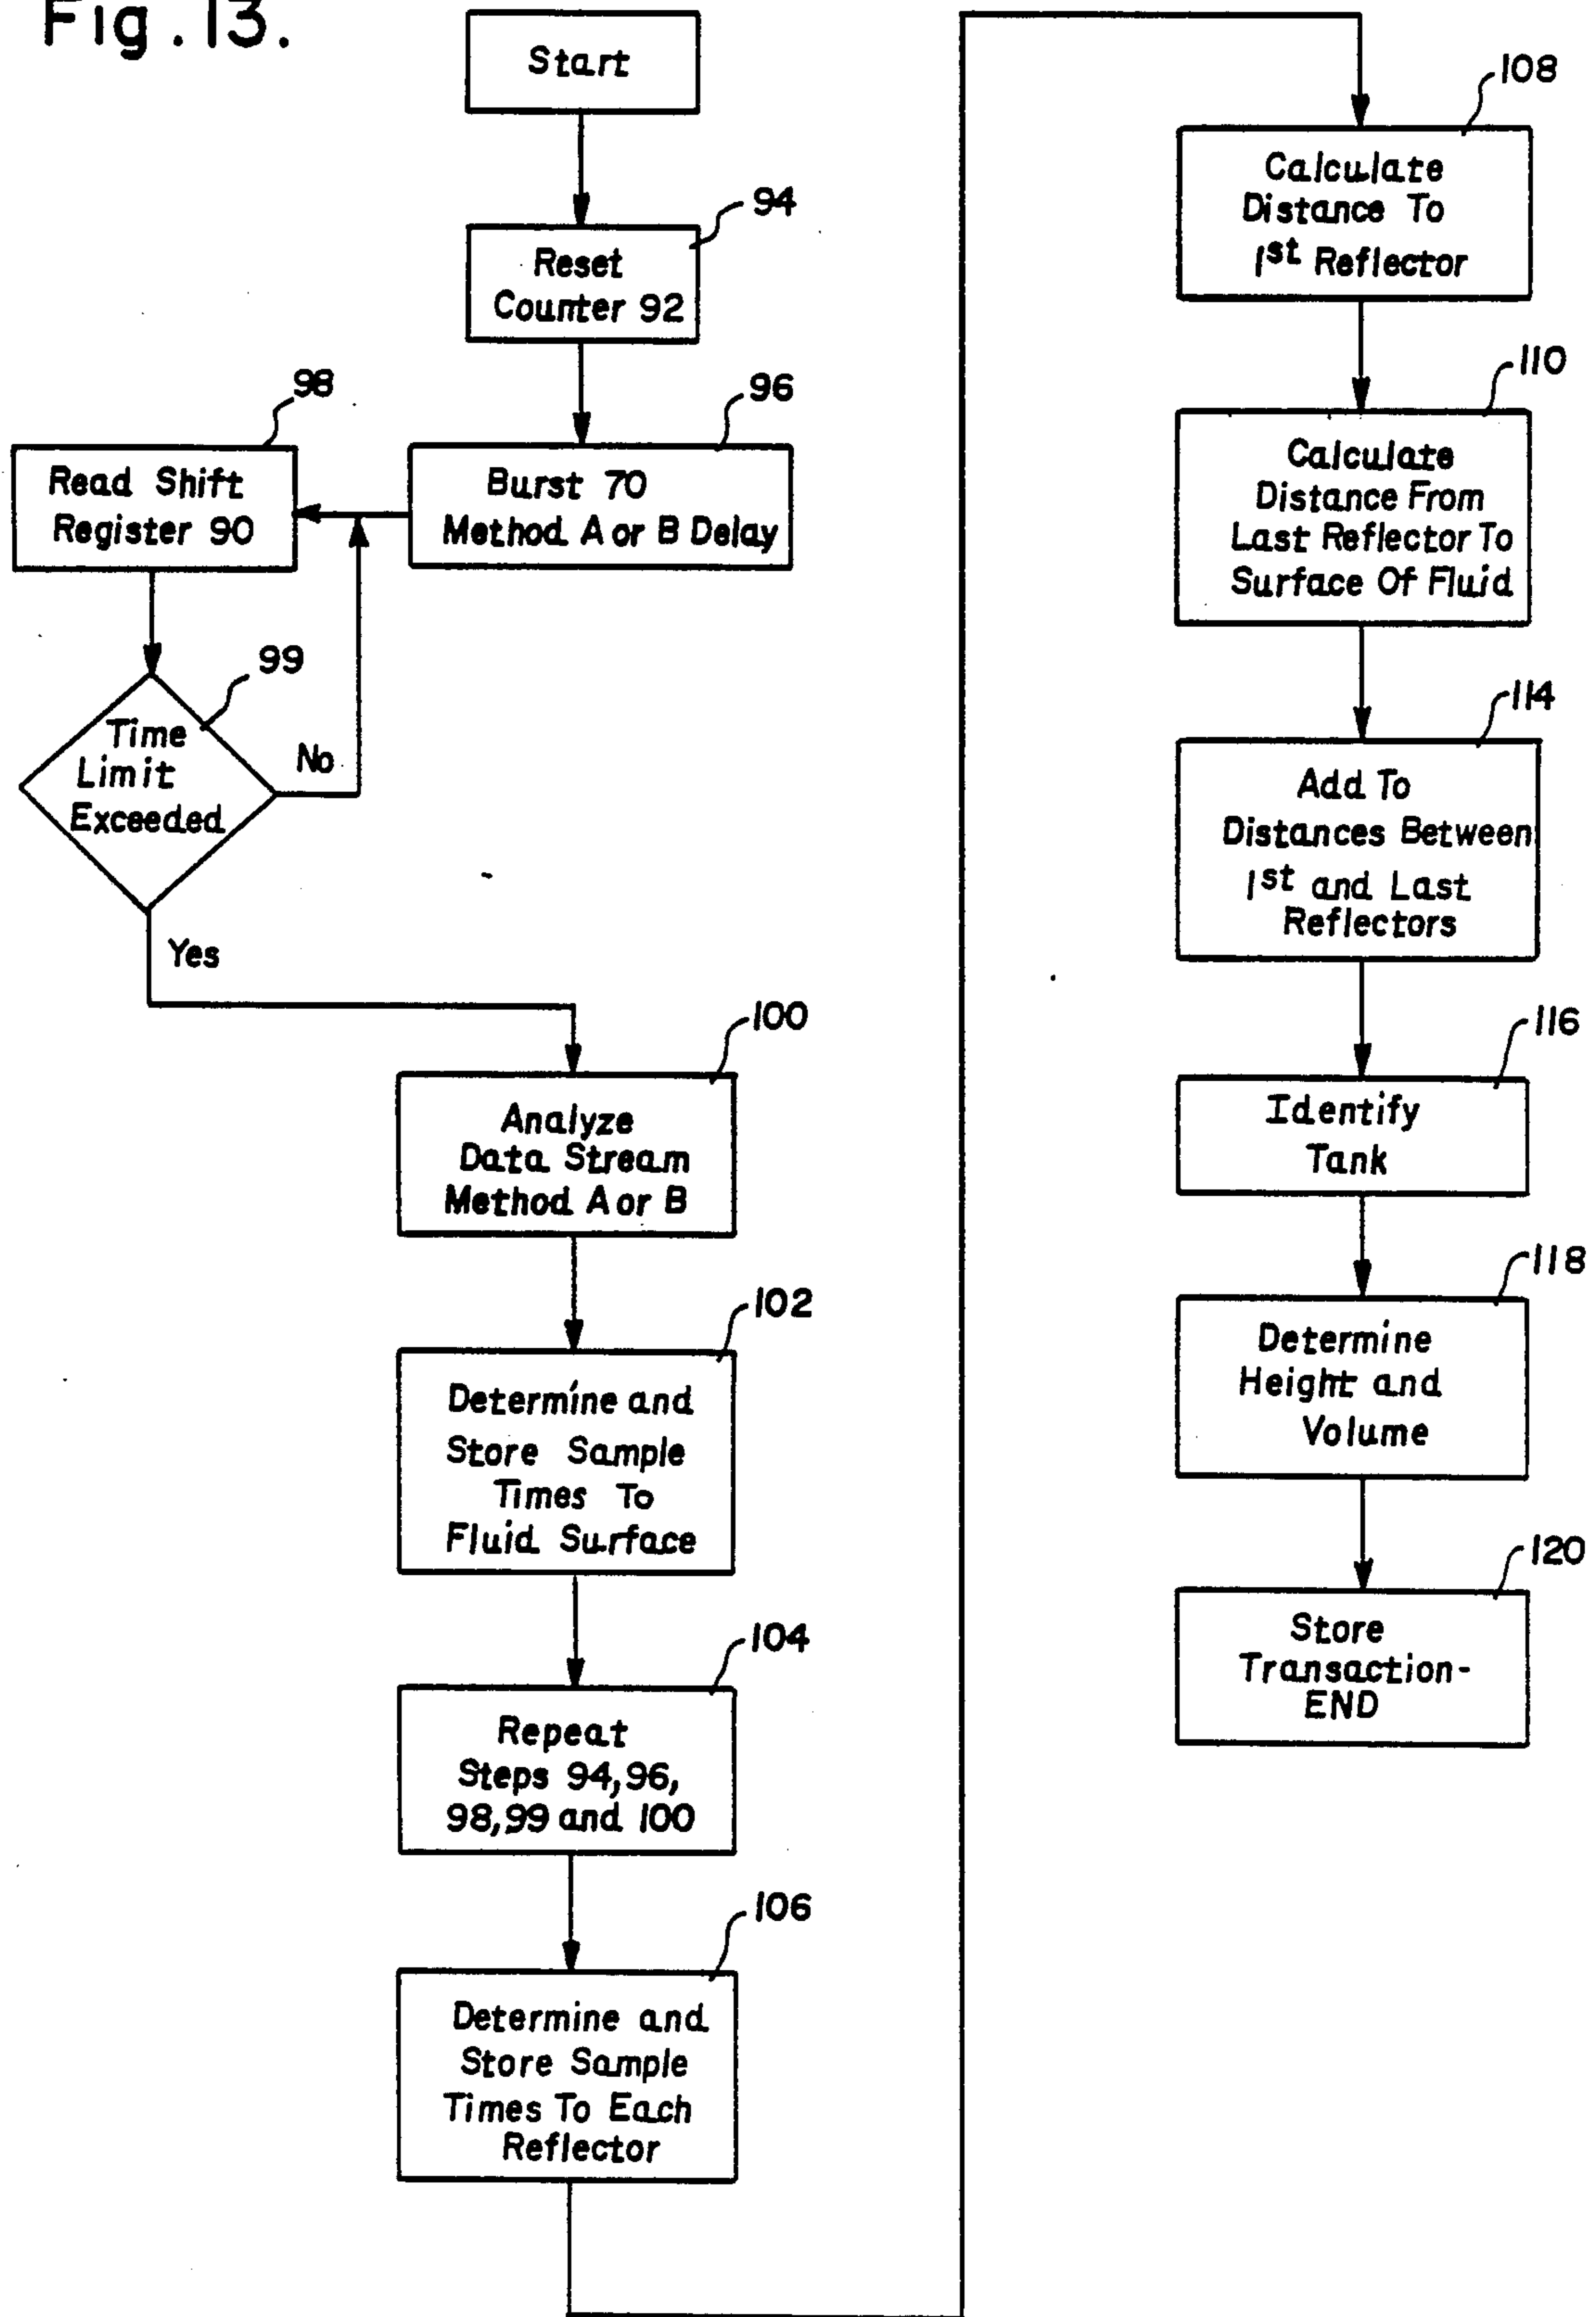 Fig. 13.
Start
94
Reset
Counter 92
96
Burst 70
Method A or B Delay
98
Read Shift
Register 90
99
Time
Limit
Exceeded
No
Yes
100
Analyze
Data Stream
Method A or B
102
Determine and
Store Sample
Times To
Fluid Surface
104
Repeat
Steps 94,96,
98,99 and 100
106
Determine and
Store Sample
Times To Each
Reflector
108
Calculate
Distance To
1st Reflector
110
Calculate
Distance From
Last Reflector To
Surface Of Fluid
114
Add To
Distances Between
1st and Last
Reflectors
116
Identify
Tank
118
Determine
Height and
Volume
120
Store
Transaction-
END